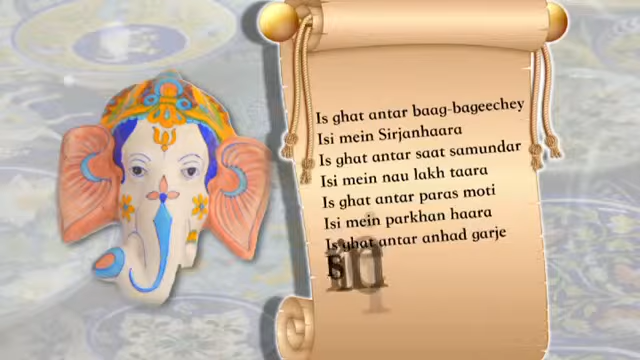 Is ghat antar baag-bageechey
Isi mein Sirjanhaara
Is ghat antar saat samundar
Isi mein nau lakh taara
Is ghat antar paras moti
Isi mein parkhan haara
Is ghat antar anhad garje